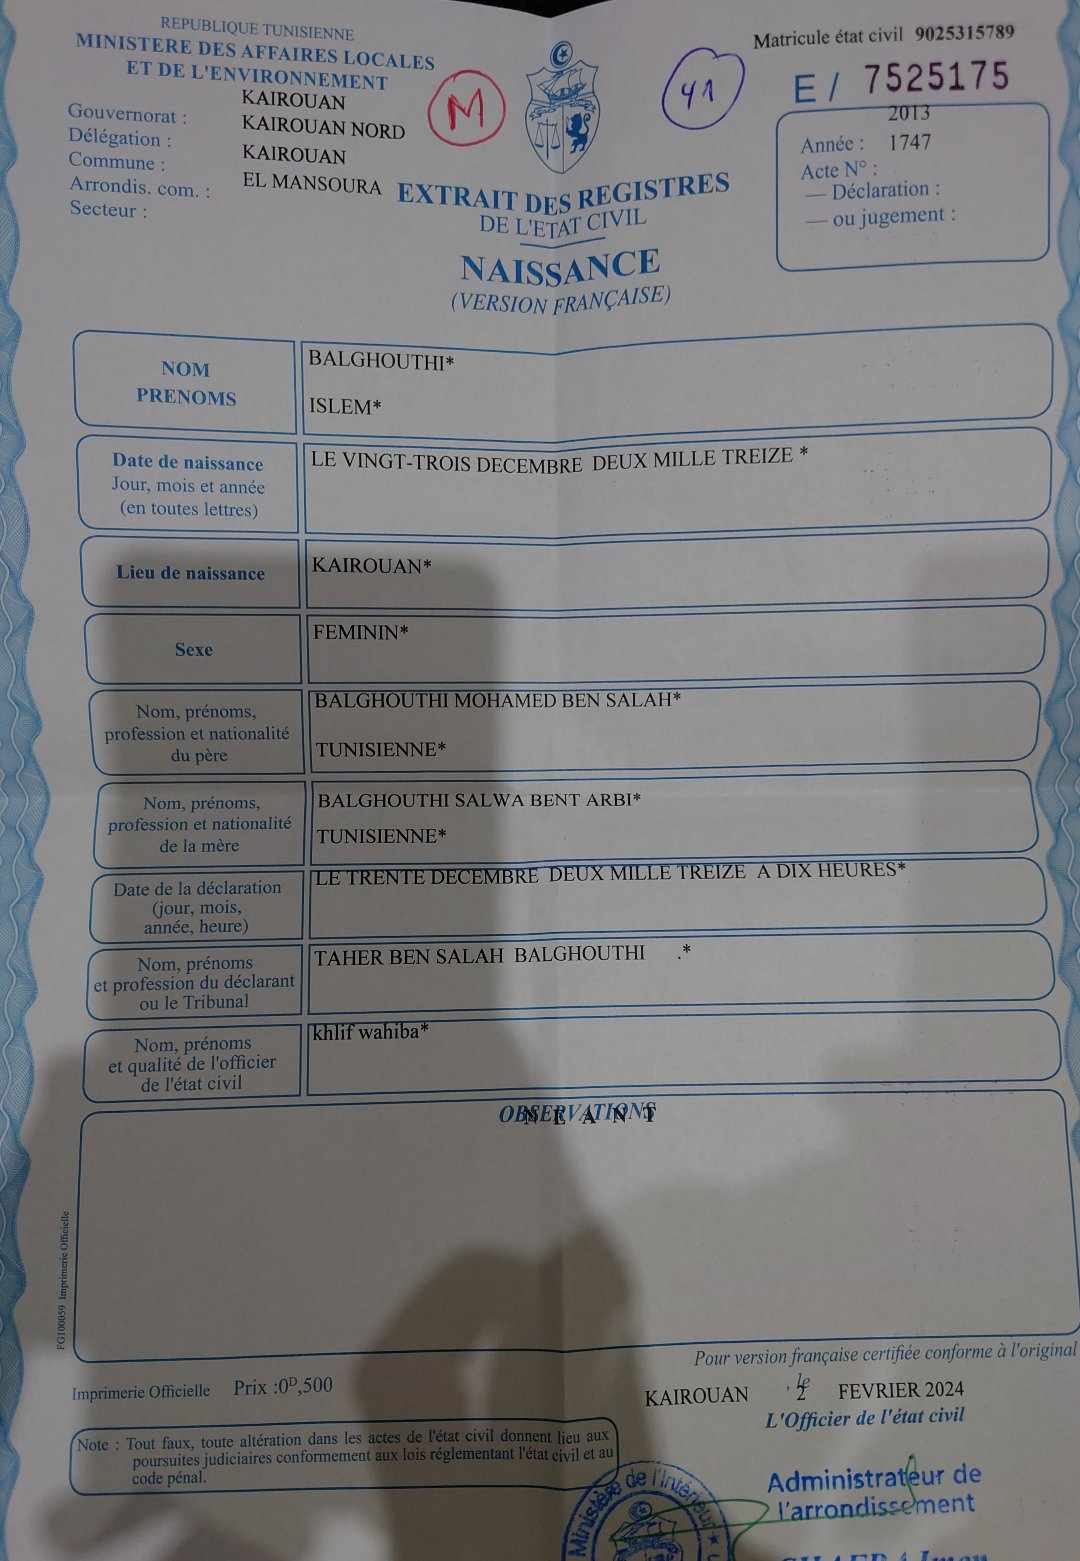 REPUBLIQUE TUNISIENNE
MINISTERE DES AFFAIRES LOCALES
ET DE L'ENVIRONNEMENT
Gouvernorat : KAIROUAN
Délégation : KAIROUAN NORD
Commune : KAIROUAN
Arrondis. com. : EL MANSOURA
Secteur :
M
41
Matricule état civil 9025315789
E / 7525175
2013
Année : 1747
Acte N° :
— Déclaration :
— ou jugement :
EXTRAIT DES REGISTRES
DE L'ETAT CIVIL
NAISSANCE
(VERSION FRANÇAISE)
NOM
PRENOMS
BALGHOUTHI*
ISLEM*
Date de naissance
Jour, mois et année
(en toutes lettres)
LE VINGT-TROIS DECEMBRE DEUX MILLE TREIZE *
Lieu de naissance
KAIROUAN*
Sexe
FEMININ*
Nom, prénoms,
profession et nationalité
du père
BALGHOUTHI MOHAMED BEN SALAH*
TUNISIENNE*
Nom, prénoms,
profession et nationalité
de la mère
BALGHOUTHI SALWA BENT ARBI*
TUNISIENNE*
Date de la déclaration
(jour, mois,
année, heure)
LE TRENTE DECEMBRE DEUX MILLE TREIZE A DIX HEURES*
Nom, prénoms
et profession du déclarant
ou le Tribunal
TAHER BEN SALAH BALGHOUTHI .*
Nom, prénoms
et qualité de l'officier
de l'état civil
khlif wahiba*
OBSERVATIONS
N E A N T
FG100059 Imprimerie Officielle
Pour version française certifiée conforme à l'original
Imprimerie Officielle Prix :0ᴰ,500
KAIROUAN , le 2 FEVRIER 2024
L'Officier de l'état civil
Note : Tout faux, toute altération dans les actes de l'état civil donnent lieu aux
poursuites judiciaires conformement aux lois réglementant l'état civil et au
code pénal.
Ministère de l'Intérieur
Administrateur de
l'arrondissement